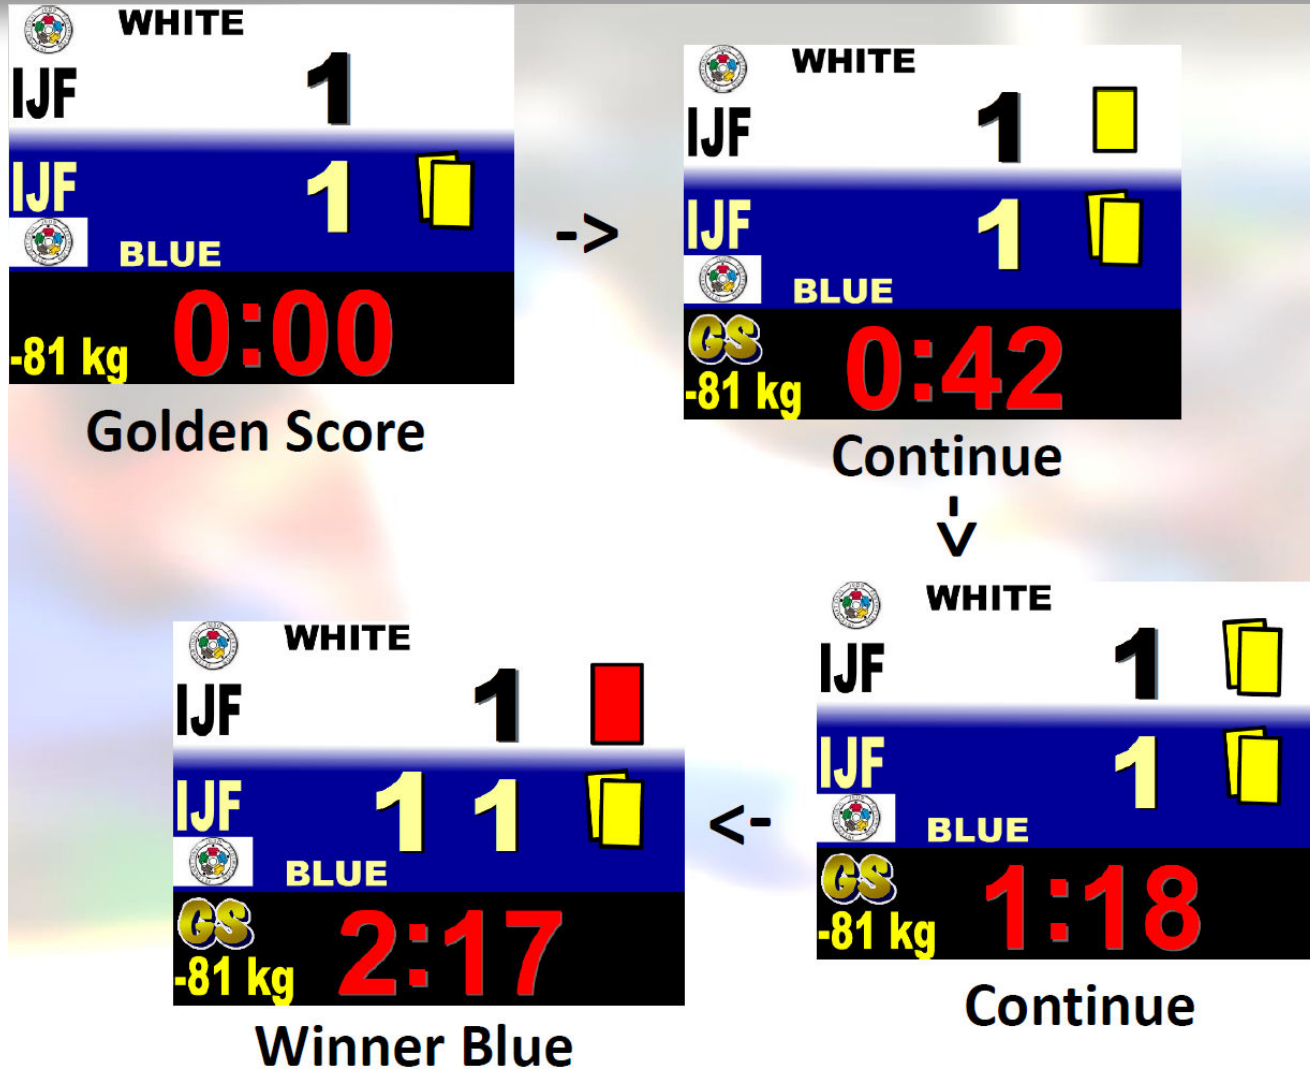 WHITE
IJF 1
IJF 1
BLUE
-81 kg 0:00
Golden Score
->
WHITE
IJF 1
IJF 1
BLUE
GS
-81 kg 0:42
Continue
->
WHITE
IJF 1
IJF 1
BLUE
GS
-81 kg 1:18
Continue
<-
WHITE
IJF 1
IJF 1 1
BLUE
GS
-81 kg 2:17
Winner Blue